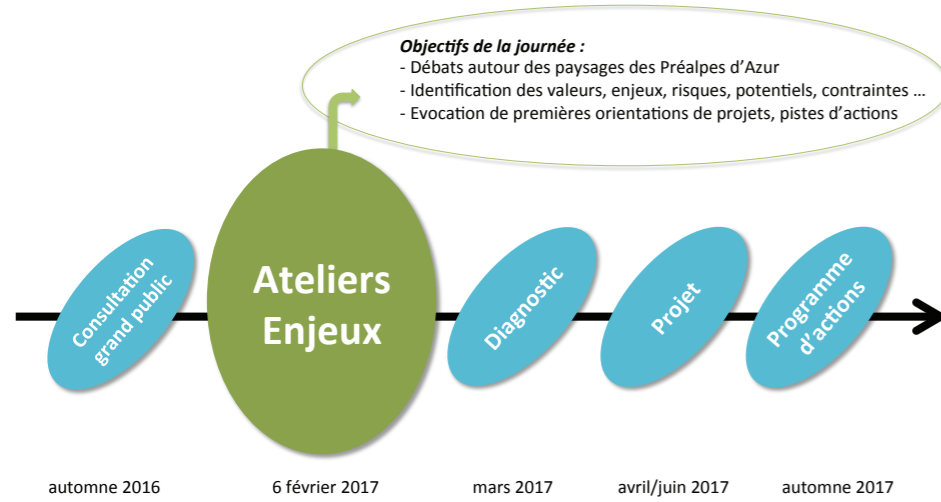 Objectifs de la journée :
- Débats autour des paysages des Préalpes d’Azur
- Identification des valeurs, enjeux, risques, potentiels, contraintes ...
- Evocation de premières orientations de projets, pistes d’actions
Consultation
grand public
Ateliers
Enjeux
Diagnostic
Projet
Programme
d’actions
automne 2016
6 février 2017
mars 2017
avril/juin 2017
automne 2017